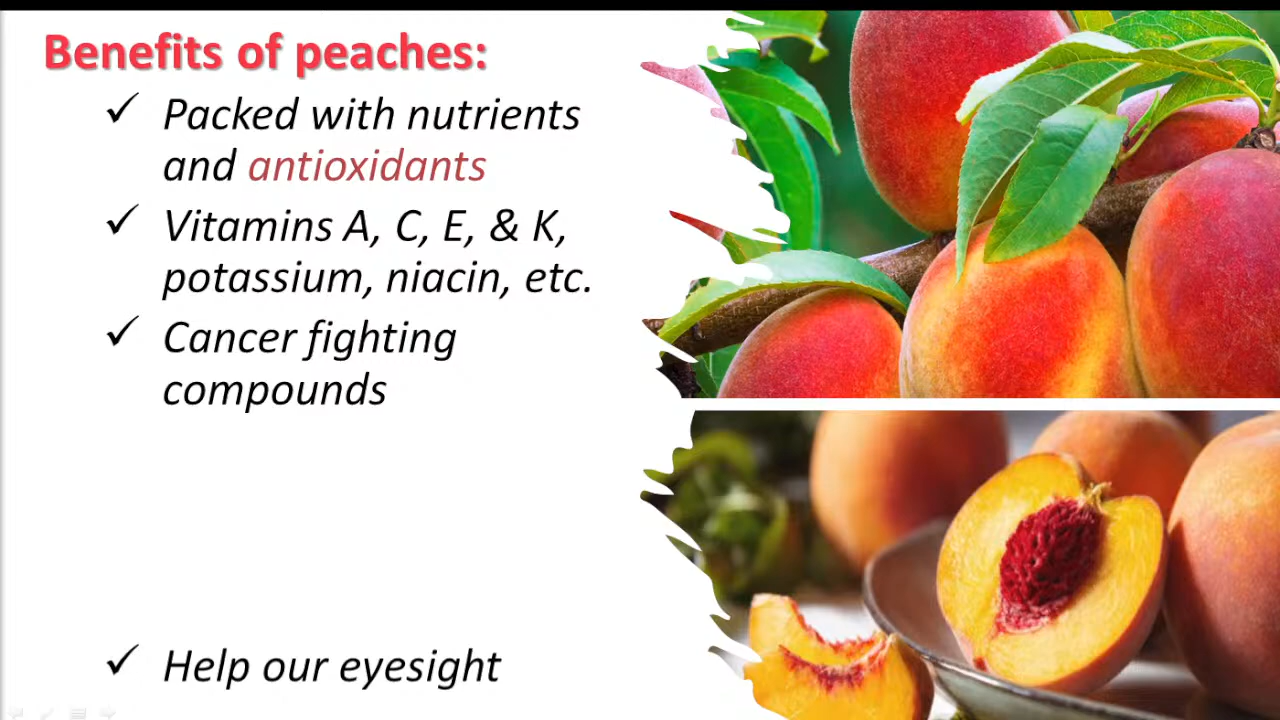 Benefits of peaches:
✓ Packed with nutrients
and antioxidants
✓ Vitamins A, C, E, & K,
potassium, niacin, etc.
✓ Cancer fighting
compounds
✓ Help our eyesight